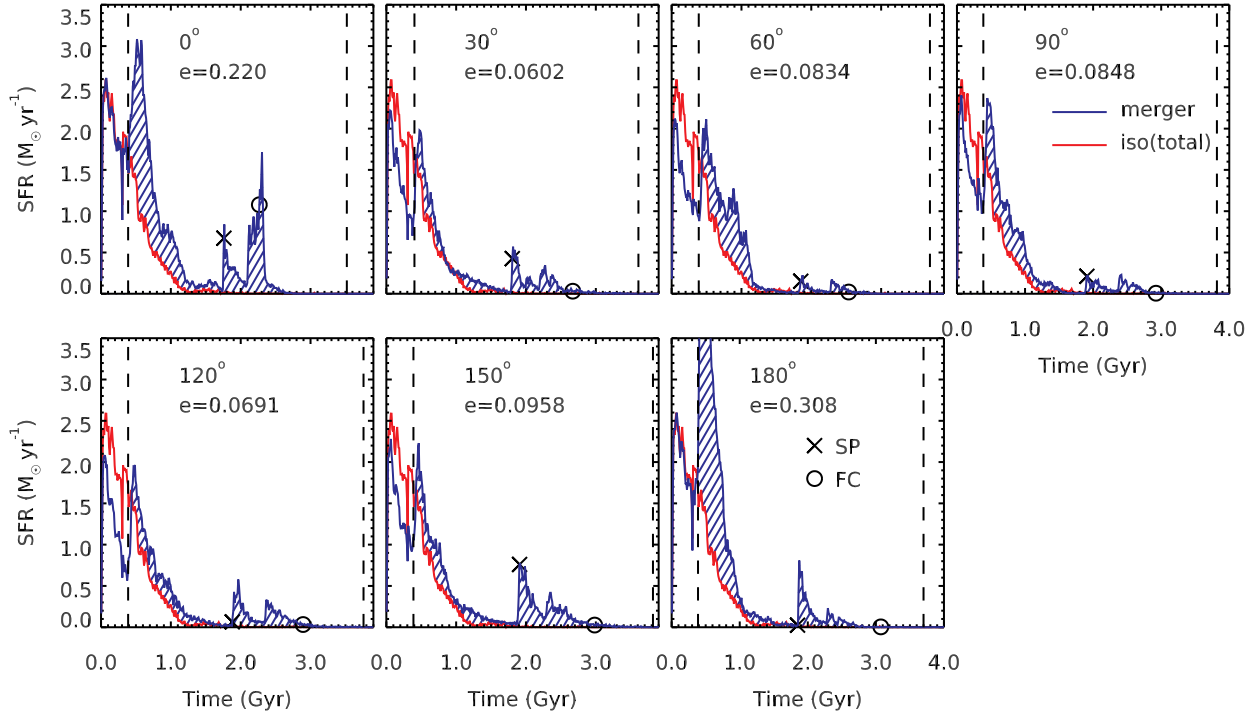 3.5
3.0
2.5
2.0
1.5
1.0
0.5
0.0
SFR (M☉ yr⁻¹)
0°
e=0.220
30°
e=0.0602
60°
e=0.0834
90°
e=0.0848
merger
iso(total)
0.0 1.0 2.0 3.0 4.0
Time (Gyr)
3.5
3.0
2.5
2.0
1.5
1.0
0.5
0.0
SFR (M☉ yr⁻¹)
120°
e=0.0691
150°
e=0.0958
180°
e=0.308
SP
FC
0.0 1.0 2.0 3.0 0.0 1.0 2.0 3.0 0.0 1.0 2.0 3.0 4.0
Time (Gyr) Time (Gyr) Time (Gyr)